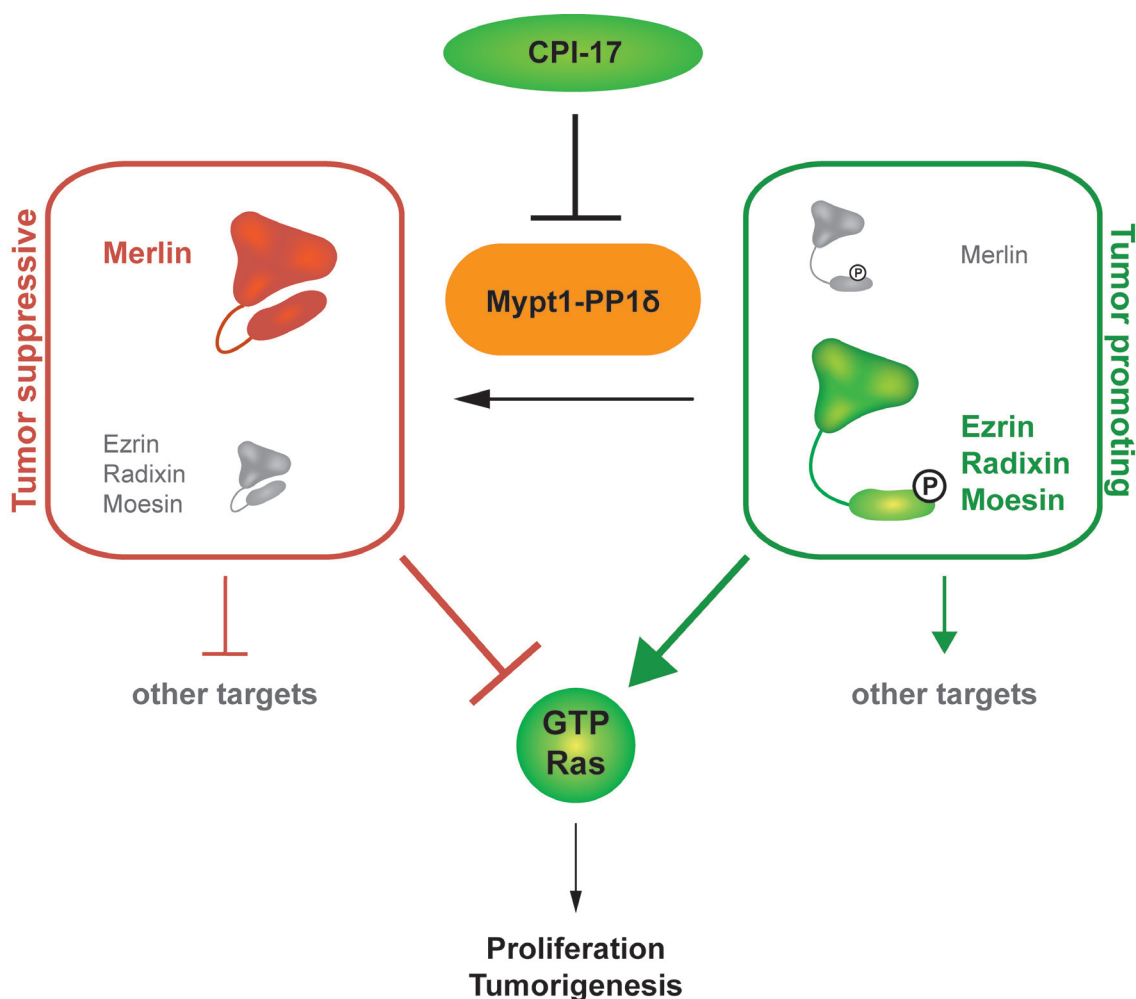 CPI-17
Tumor suppressive
Merlin
Mypt1-PP1δ
P
Merlin
Tumor promoting
Ezrin
Radixin
Moesin
Ezrin
Radixin
Moesin
P
other targets
other targets
GTP
Ras
Proliferation
Tumorigenesis